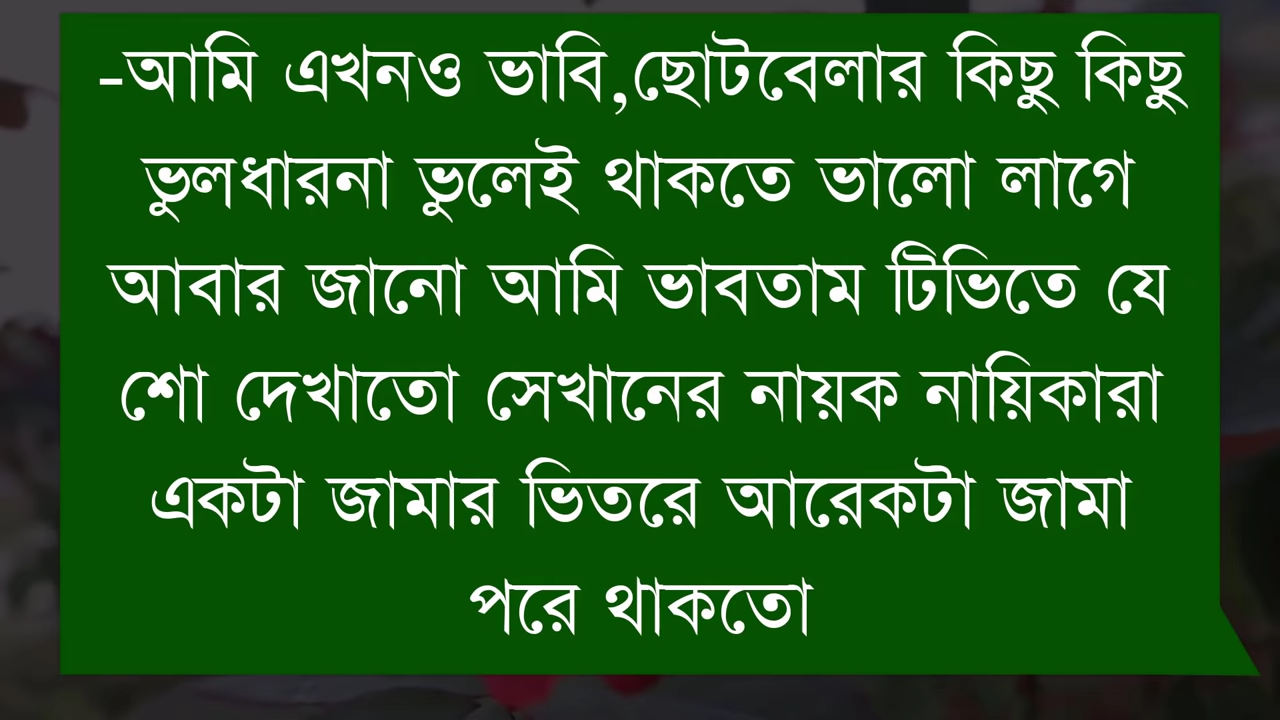 -আমি এখনও ভাবি,ছোটবেলার কিছু কিছু
ভুলধারনা ভুলেই থাকতে ভালো লাগে
আবার জানো আমি ভাবতাম টিভিতে যে
শো দেখাতো সেখানের নায়ক নায়িকারা
একটা জামার ভিতরে আরেকটা জামা
পরে থাকতো